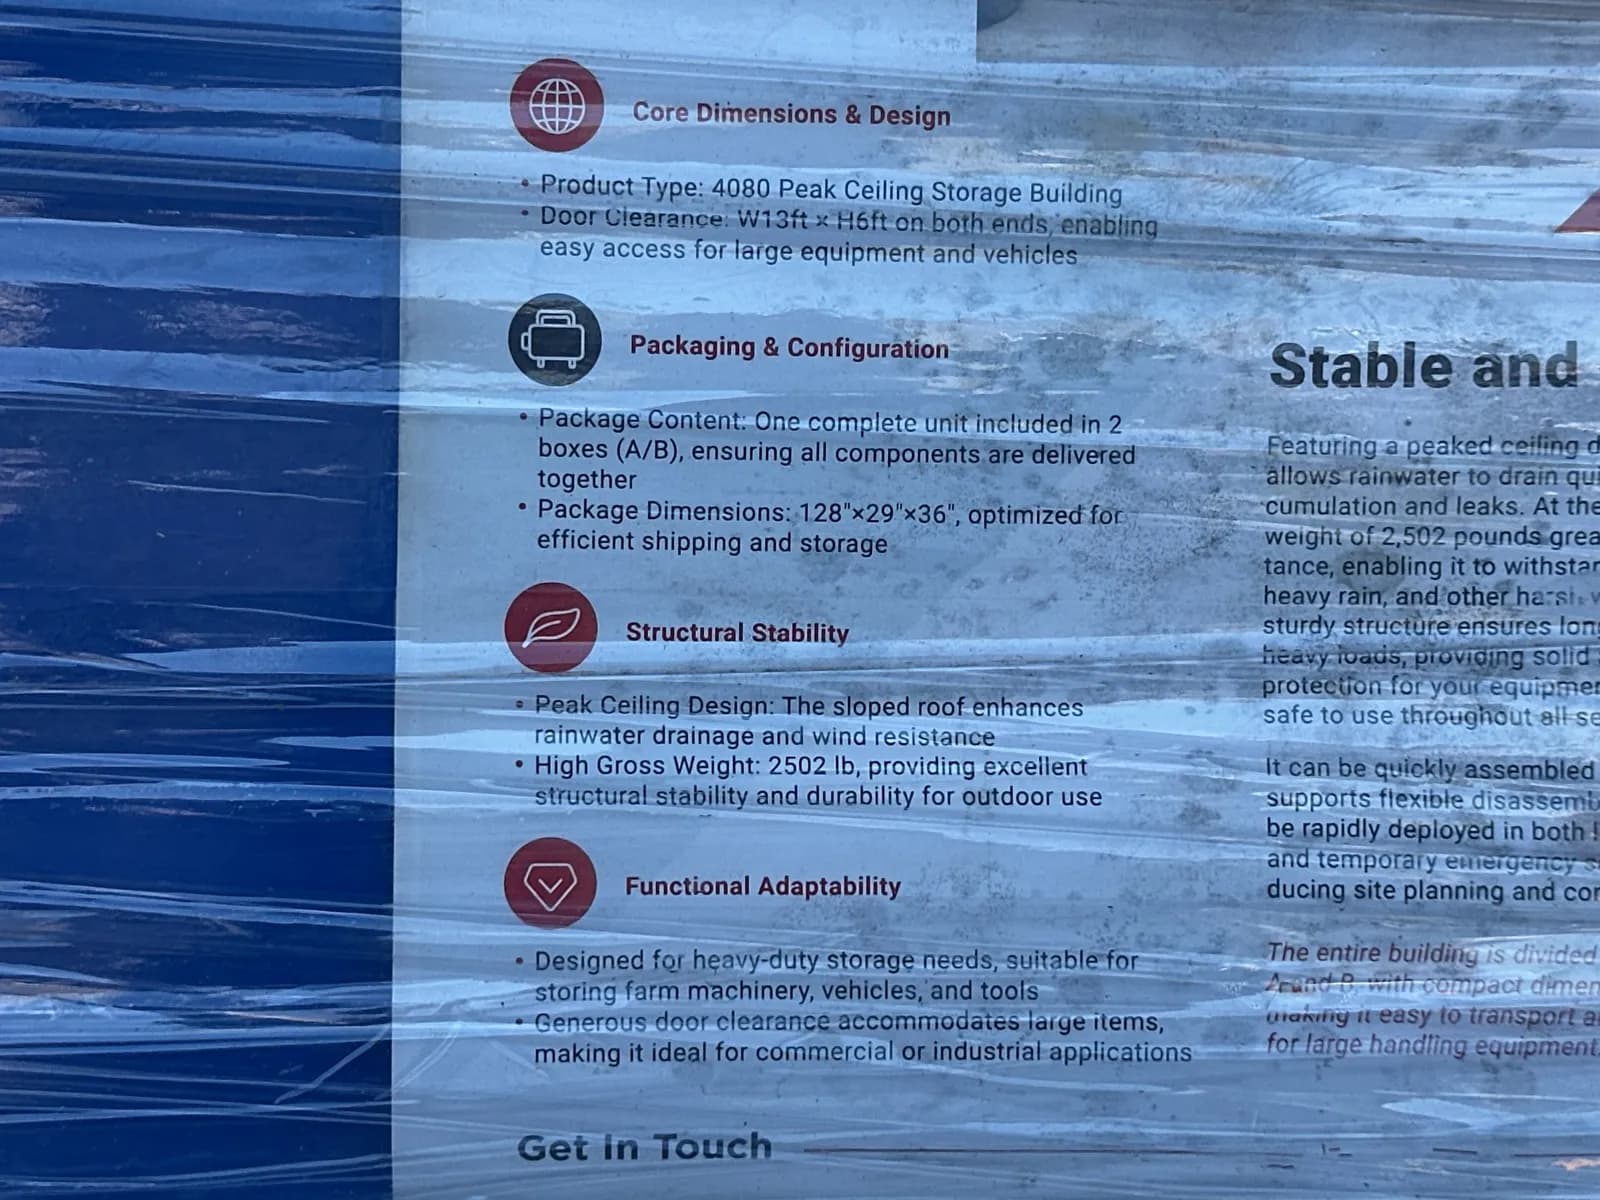 Core Dimensions & Design
• Product Type: 4080 Peak Ceiling Storage Building
• Door Clearance: W13ft × H6ft on both ends, enabling
easy access for large equipment and vehicles
Packaging & Configuration
• Package Content: One complete unit included in 2
boxes (A/B), ensuring all components are delivered
together
• Package Dimensions: 128"×29"×36", optimized for
efficient shipping and storage
Structural Stability
• Peak Ceiling Design: The sloped roof enhances
rainwater drainage and wind resistance
• High Gross Weight: 2502 lb, providing excellent
structural stability and durability for outdoor use
Functional Adaptability
• Designed for heavy-duty storage needs, suitable for
storing farm machinery, vehicles, and tools
• Generous door clearance accommodates large items,
making it ideal for commercial or industrial applications
Get In Touch
Stable and
Featuring a peaked ceiling
allows rainwater to drain
cumulation and leaks. At the
weight of 2,502 pounds
tance, enabling it to
heavy rain, and other
sturdy structure ensures
heavy loads, providing solid
protection for your
safe to use throughout all
It can be quickly assembled
supports flexible
be rapidly deployed in both
and temporary emergency
ducing site planning and
The entire building is divided
A and B, with compact
making it easy to transport
for large handling equipment.